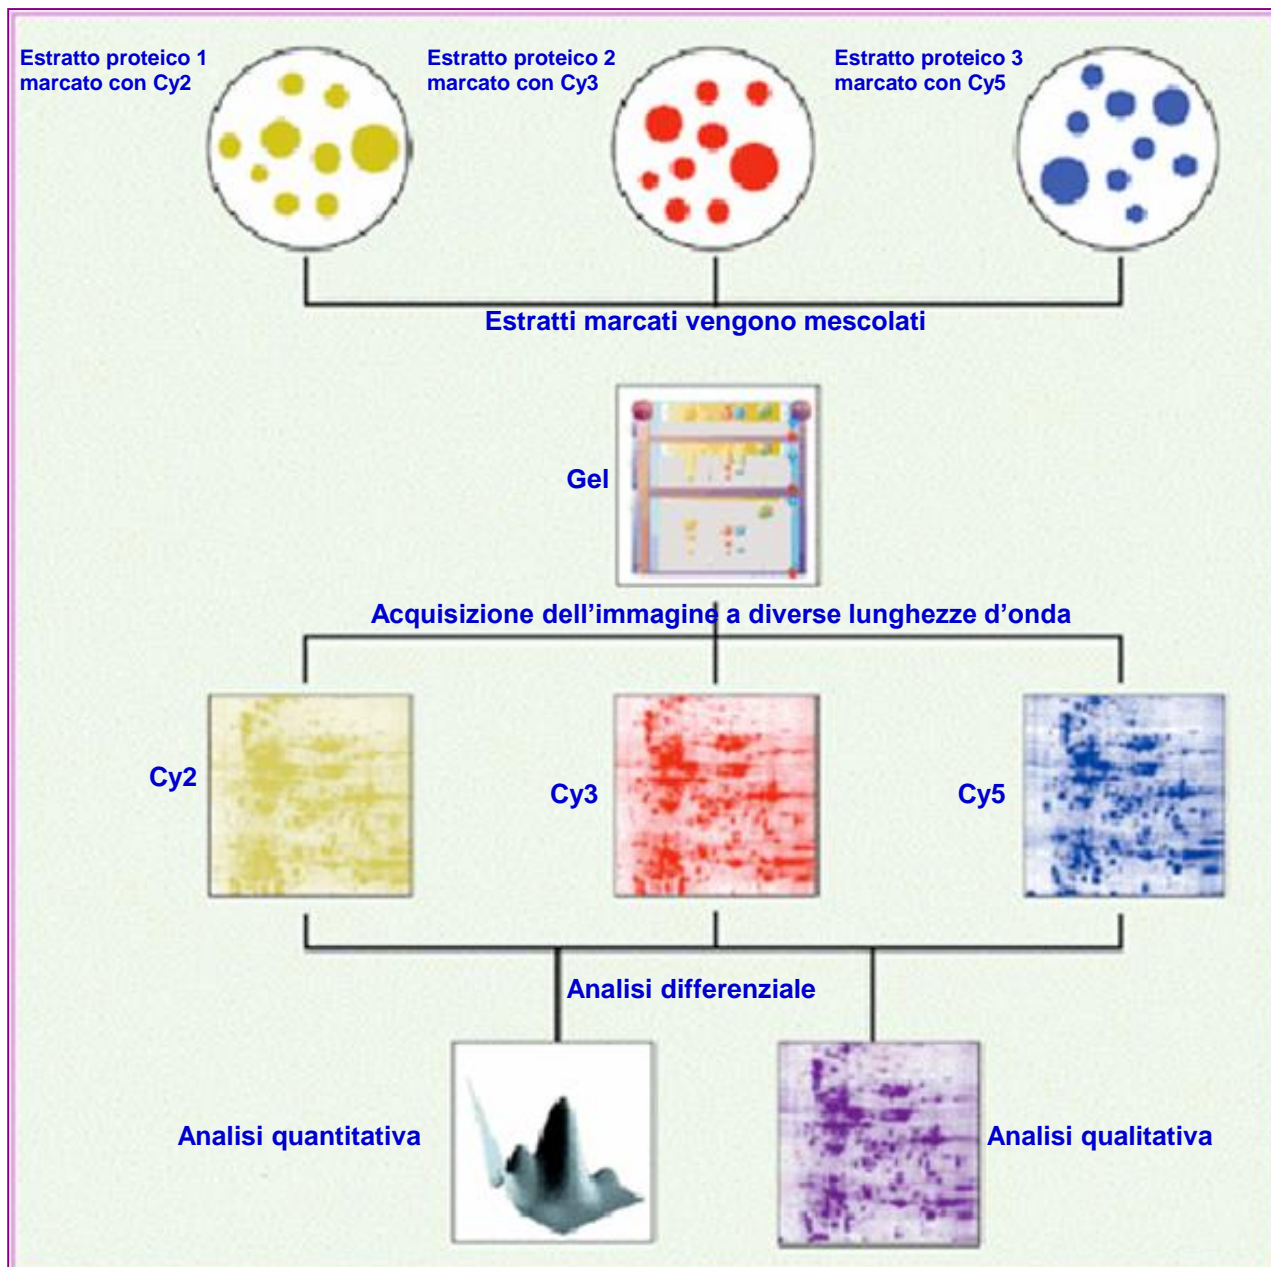 Estratto proteico 1
marcato con Cy2
Estratto proteico 2
marcato con Cy3
Estratto proteico 3
marcato con Cy5
Estratti marcati vengono mescolati
Gel
Acquisizione dell’immagine a diverse lunghezze d’onda
Cy2
Cy3
Cy5
Analisi differenziale
Analisi quantitativa
Analisi qualitativa